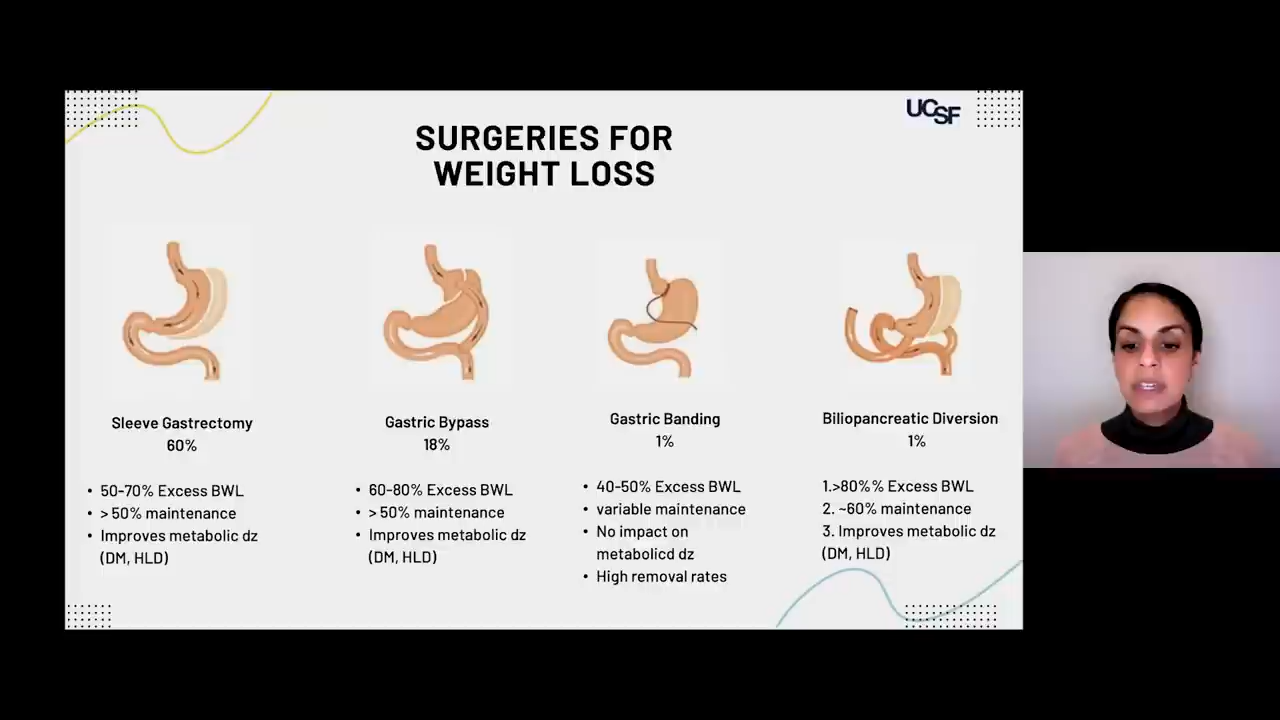 UCSF
SURGERIES FOR
WEIGHT LOSS
Sleeve Gastrectomy
60%
• 50-70% Excess BWL
• > 50% maintenance
• Improves metabolic dz
(DM, HLD)
Gastric Bypass
18%
• 60-80% Excess BWL
• > 50% maintenance
• Improves metabolic dz
(DM, HLD)
Gastric Banding
1%
• 40-50% Excess BWL
• variable maintenance
• No impact on
metabolicd dz
• High removal rates
Biliopancreatic Diversion
1%
1.>80%% Excess BWL
2. ~60% maintenance
3. Improves metabolic dz
(DM, HLD)